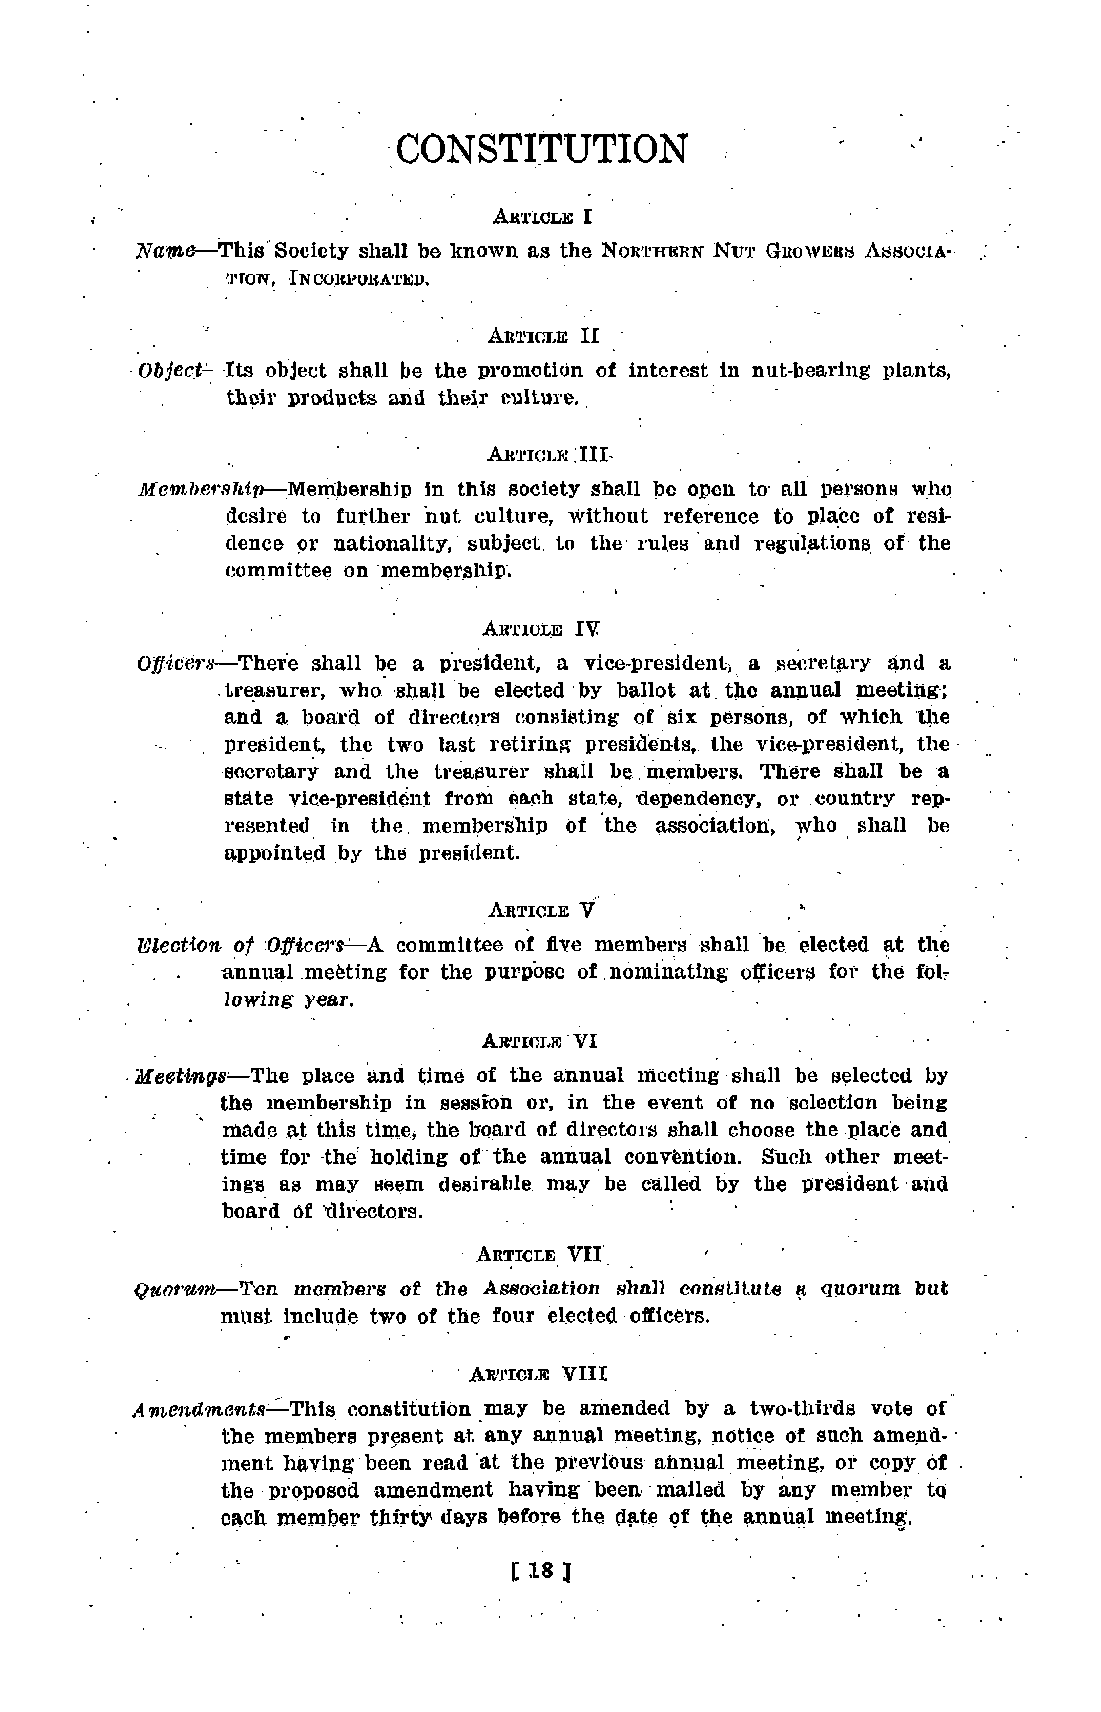 CONSTITUTION
ARTICLE I
Name—This Society shall be known as the NORTHERN NUT GROWERS ASSOCIA-
TION, INCORPORATED.
ARTICLE II
Object—Its object shall be the promotion of interest in nut-bearing plants,
their products and their culture.
ARTICLE III
Membership—Membership in this society shall be open to all persons who
desire to further nut culture, without reference to place of resi-
dence or nationality, subject to the rules and regulations of the
committee on membership.
ARTICLE IV
Officers—There shall be a president, a vice-president, a secretary and a
treasurer, who shall be elected by ballot at the annual meeting;
and a board of directors consisting of six persons, of which the
president, the two last retiring presidents, the vice-president, the
secretary and the treasurer shall be members. There shall be a
state vice-president from each state, dependency, or country rep-
resented in the membership of the association, who shall be
appointed by the president.
ARTICLE V
Election of Officers—A committee of five members shall be elected at the
annual meeting for the purpose of nominating officers for the fol-
lowing year.
ARTICLE VI
Meetings—The place and time of the annual meeting shall be selected by
the membership in session or, in the event of no selection being
made at this time, the board of directors shall choose the place and
time for the holding of the annual convention. Such other meet-
ings as may seem desirable may be called by the president and
board of directors.
ARTICLE VII
Quorum—Ten members of the Association shall constitute a quorum but
must include two of the four elected officers.
ARTICLE VIII
Amendments—This constitution may be amended by a two-thirds vote of
the members present at any annual meeting, notice of such amend-
ment having been read at the previous annual meeting, or copy of
the proposed amendment having been mailed by any member to
each member thirty days before the date of the annual meeting.
[ 18 ]